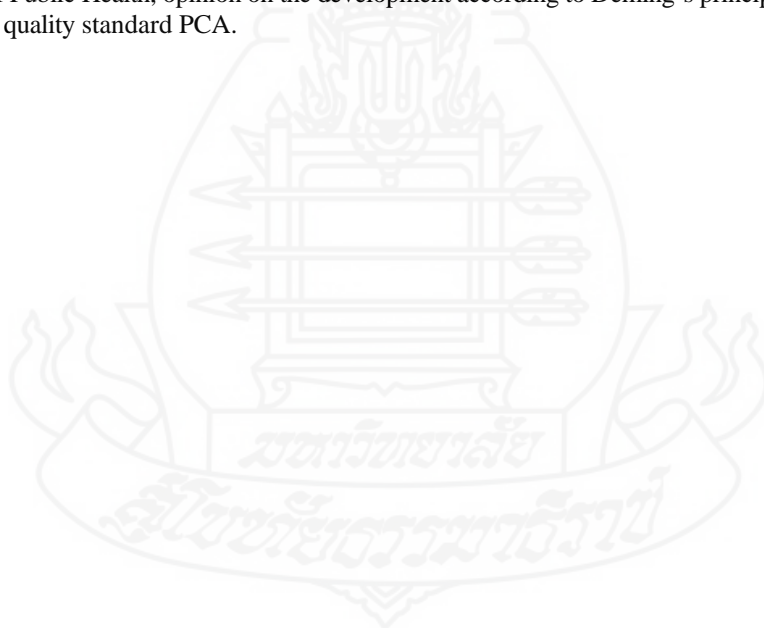 Public Health, opinion on the development according to Deming's princip
quality standard PCA.
มหาวิทยาลัย
สุโขทัยธรรมาธิราช